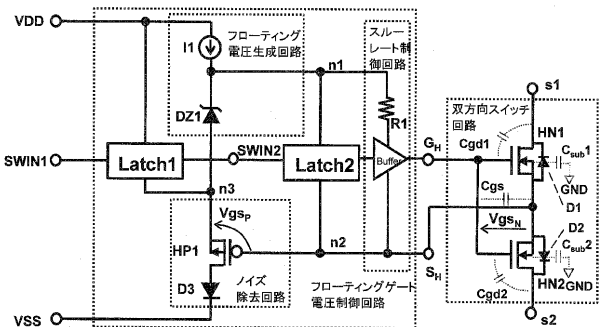 VDD
I1
フローティング
電圧生成回路
スルー
レート制
御回路
n1
s1
DZ1
R1
双方向スイッチ
回路
Cgd1
HN1
SWIN1
Latch1
SWIN2
Latch2
Buffer
GH
Csub1
GND
Cgs
D1
n3
VgsP
VgsN
D2
Csub2
HP1
n2
SH
HN2
GND
D3
ノイズ
除去回路
フローティングゲート
電圧制御回路
Cgd2
VSS
s2